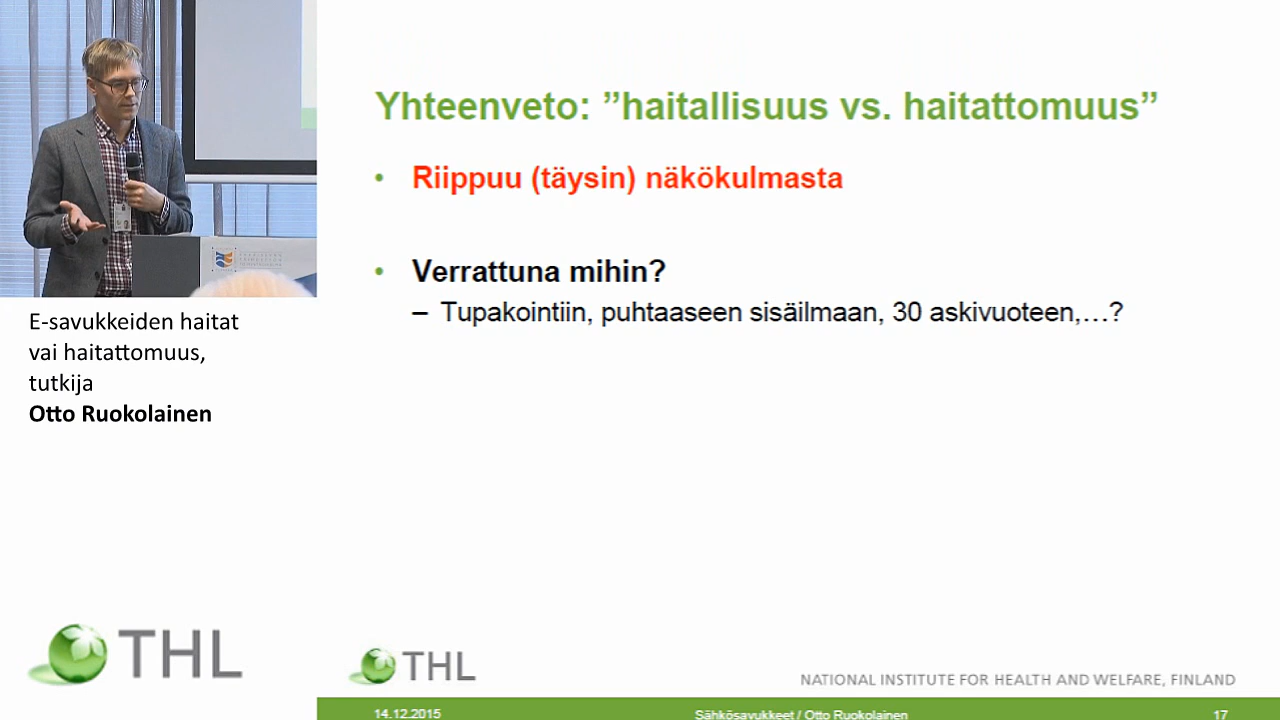 Yhteenveto: ”haitallisuus vs. haitattomuus”
• Riippuu (täysin) näkökulmasta
• Verrattuna mihin?
– Tupakointiin, puhtaaseen sisäilmaan, 30 askivuoteen,…?
E-savukkeiden haitat
vai haitattomuus,
tutkija
Otto Ruokolainen
THL
THL
NATIONAL INSTITUTE FOR HEALTH AND WELFARE, FINLAND
14.12.2015 Sähkösavukkeet / Otto Ruokolainen 17